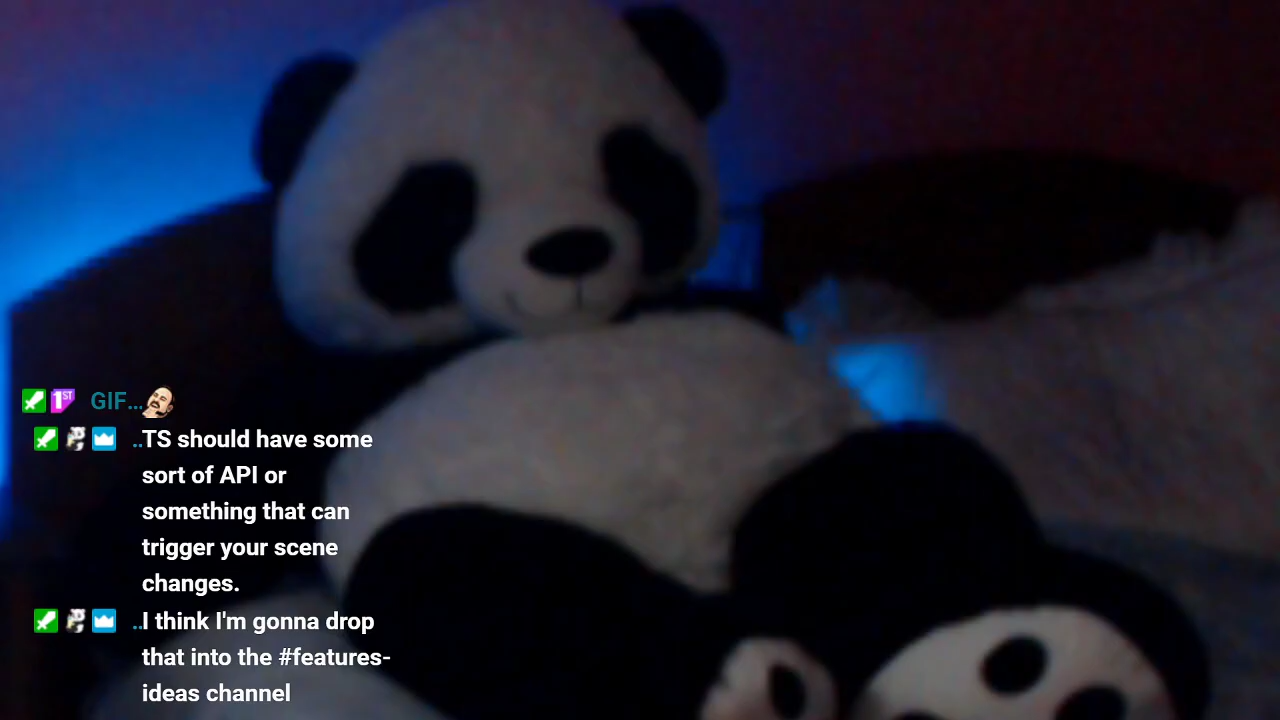 1ST GIF...
..TS should have some
sort of API or
something that can
trigger your scene
changes.
..I think I'm gonna drop
that into the #features-
ideas channel